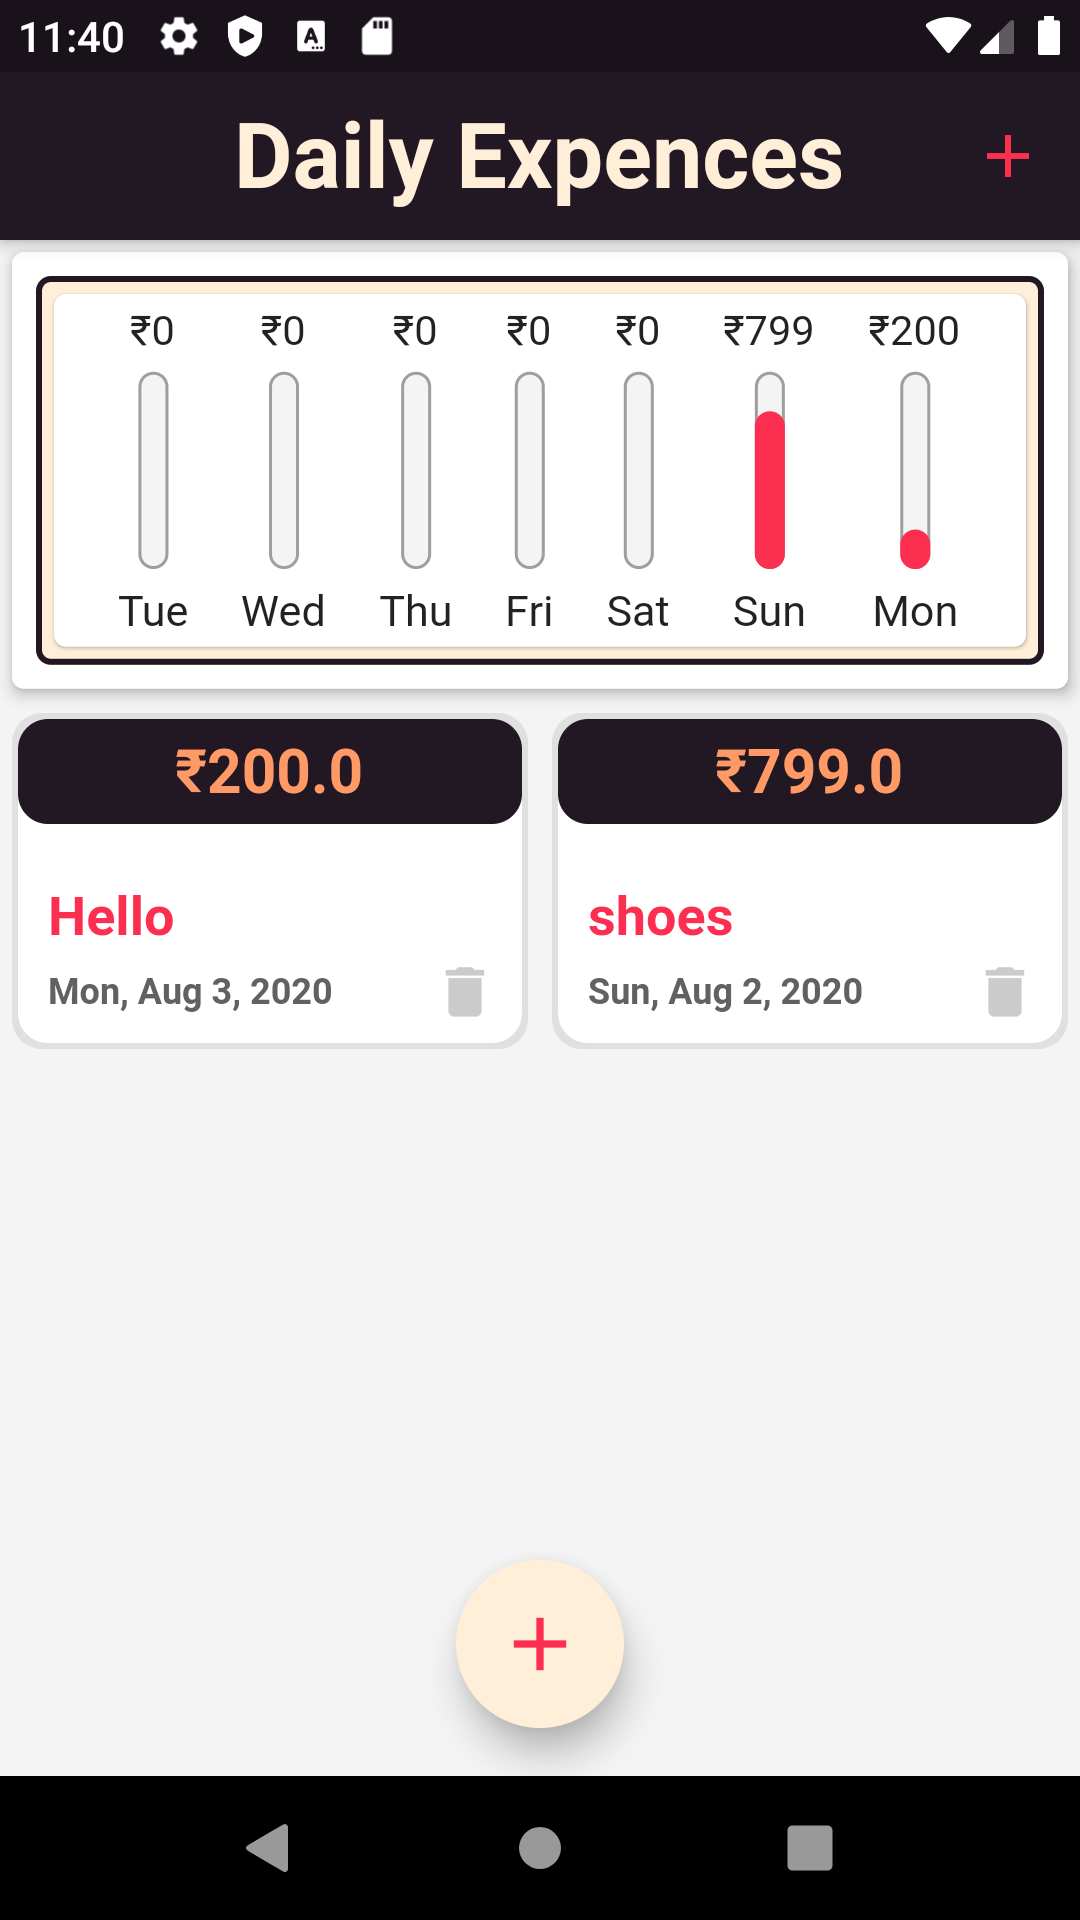 11:40
Daily Expences
₹0 ₹0 ₹0 ₹0 ₹0 ₹799 ₹200
Tue Wed Thu Fri Sat Sun Mon
₹200.0
Hello
Mon, Aug 3, 2020
₹799.0
shoes
Sun, Aug 2, 2020